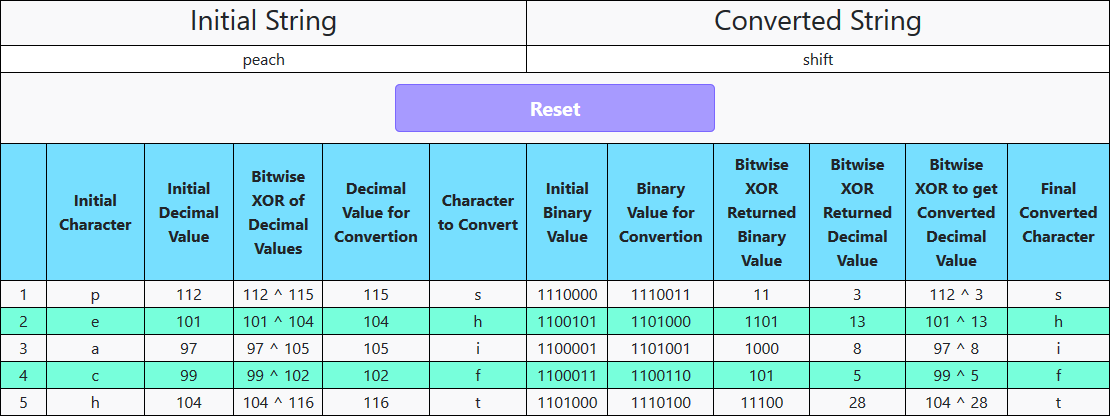 Initial String Converted String
peach shift
Reset
Initial Character Initial Decimal Value Bitwise XOR of Decimal Values Decimal Value for Convertion Character to Convert Initial Binary Value Binary Value for Convertion Bitwise XOR Returned Binary Value Bitwise XOR Returned Decimal Value Bitwise XOR to get Converted Decimal Value Final Converted Character
1 p 112 112 ^ 115 115 s 1110000 1110011 11 3 112 ^ 3 s
2 e 101 101 ^ 104 104 h 1100101 1101000 1101 13 101 ^ 13 h
3 a 97 97 ^ 105 105 i 1100001 1101001 1000 8 97 ^ 8 i
4 c 99 99 ^ 102 102 f 1100011 1100110 101 5 99 ^ 5 f
5 h 104 104 ^ 116 116 t 1101000 1110100 11100 28 104 ^ 28 t